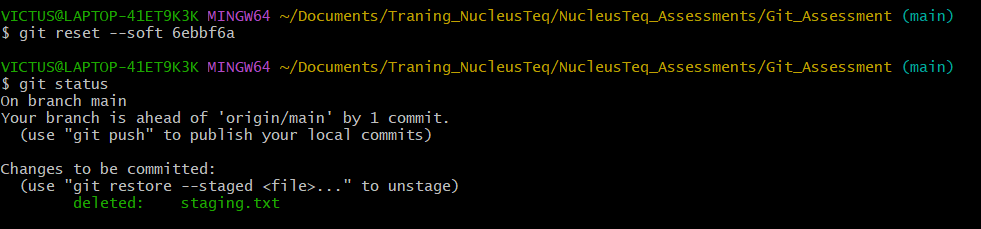 VICTUS@LAPTOP-41ET9K3K MINGW64 ~/Documents/Traning_NucleusTeq/NucleusTeq_Assessments/Git_Assessment (main)
$ git reset --soft 6ebbf6a
VICTUS@LAPTOP-41ET9K3K MINGW64 ~/Documents/Traning_NucleusTeq/NucleusTeq_Assessments/Git_Assessment (main)
$ git status
On branch main
Your branch is ahead of 'origin/main' by 1 commit.
  (use "git push" to publish your local commits)
Changes to be committed:
  (use "git restore --staged <file>..." to unstage)
        deleted:    staging.txt